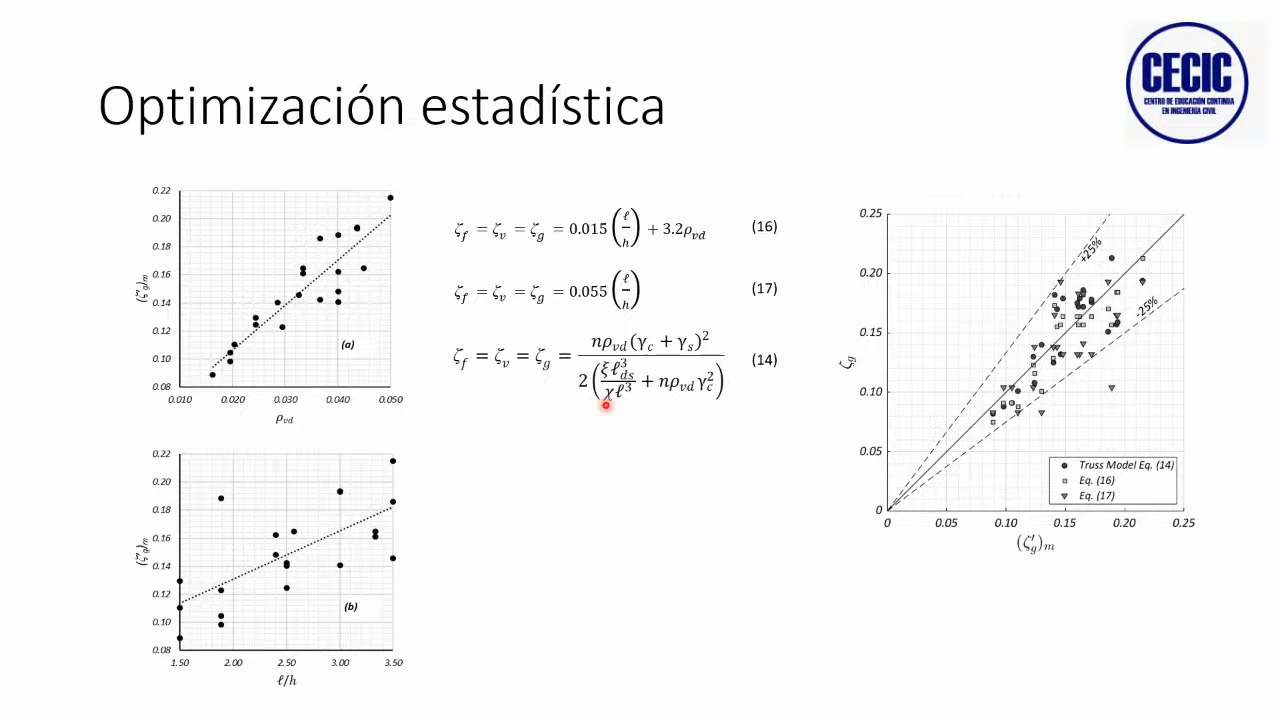 Optimización estadística
CECIC
CENTRO DE EDUCACIÓN CONTINUA
EN INGENIERÍA CIVIL
0.22
0.20
0.18
0.16
0.14
0.12
0.10
0.08
(ζ'g)m
(a)
0.010 0.020 0.030 0.040 0.050
ρvd
0.22
0.20
0.18
0.16
0.14
0.12
0.10
0.08
(ζ'g)m
(b)
1.50 2.00 2.50 3.00 3.50
ℓ/h
ζf = ζv = ζg = 0.015 (ℓ/h) + 3.2ρvd (16)
ζf = ζv = ζg = 0.055 (ℓ/h) (17)
ζf = ζv = ζg = nρvd(γc + γs)² / 2(ξℓ³ds/χℓ³ + nρvd γc²) (14)
0.25
0.20
0.15
0.10
0.05
0
ζg
+25%
-25%
Truss Model Eq. (14)
Eq. (16)
Eq. (17)
0 0.05 0.10 0.15 0.20 0.25
(ζ'g)m